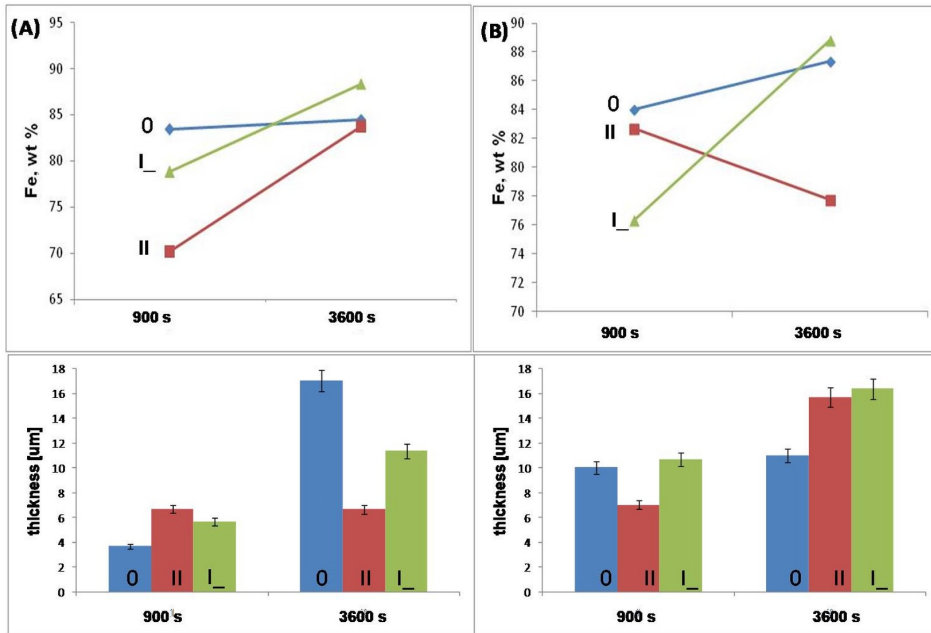 (A)
95
90
85
80
75
70
65
Fe, wt %
0
I_
II
900 s
3600 s
(B)
90
88
86
84
82
80
78
76
74
72
70
Fe, wt %
0
II
I_
900 s
3600 s
18
16
14
12
10
8
6
4
2
0
thickness [um]
0 II I_
0 II I_
900 s
3600 s
18
16
14
12
10
8
6
4
2
0
thickness [um]
0 II I_
0 II I_
900 s
3600 s